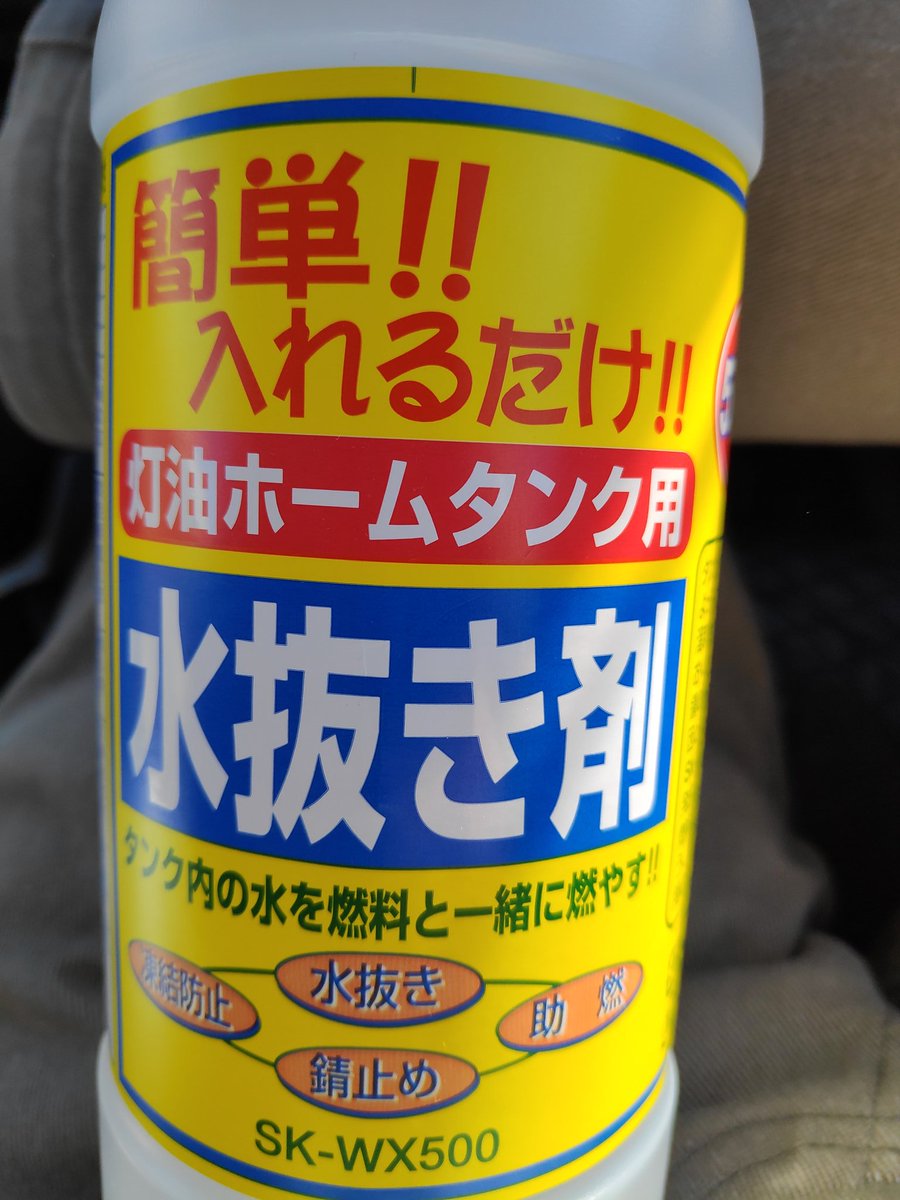 簡単!!
入れるだけ!!
灯油ホームタンク用
水抜き剤
タンク内の水を燃料と一緒に燃やす!!
凍結防止
水抜き
助燃
錆止め
SK-WX500